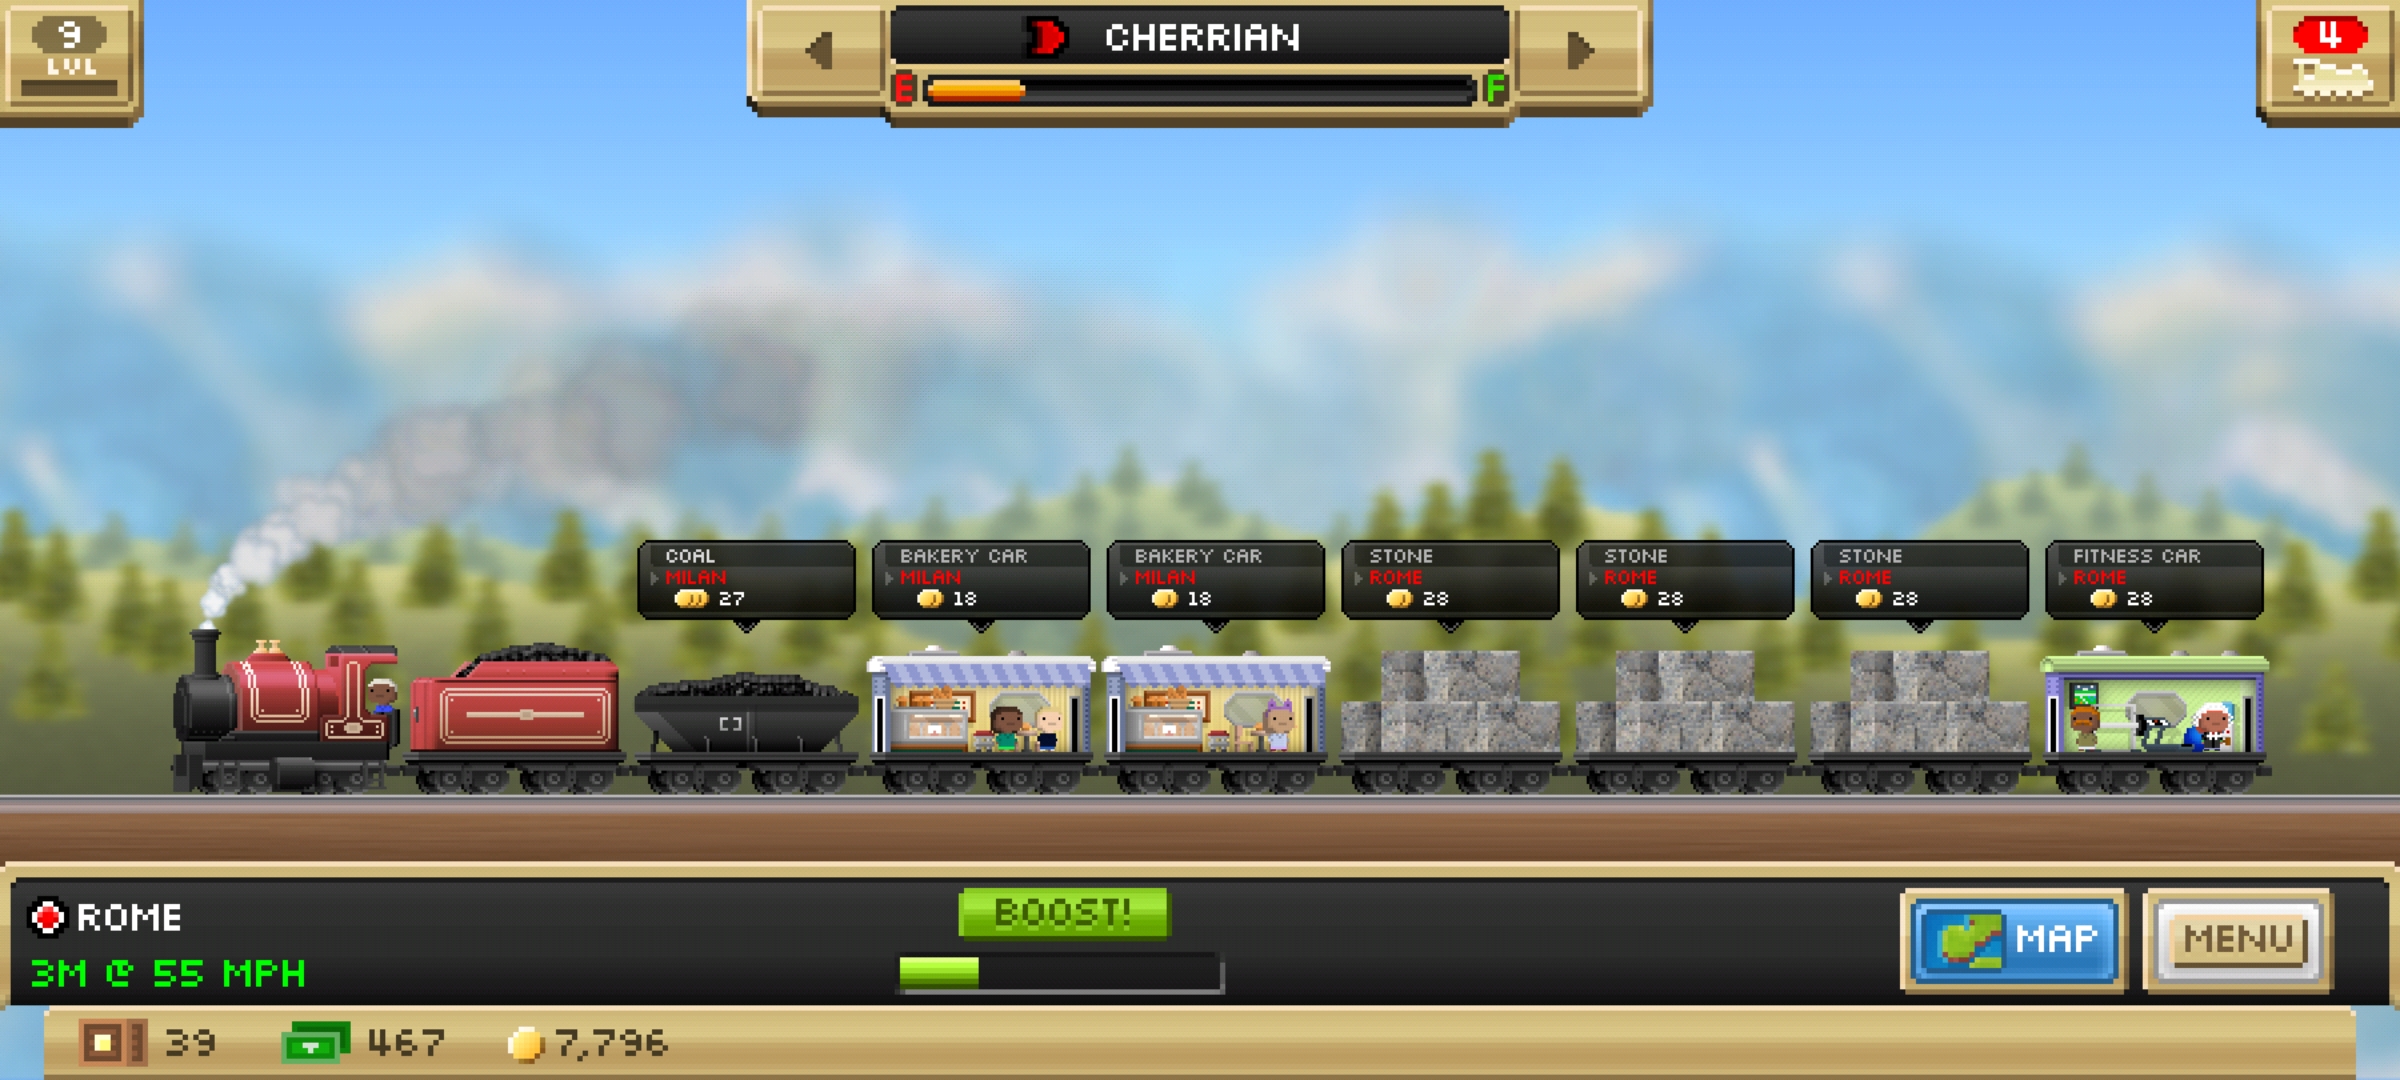 9
LVL
CHERRIAN
E F
4
COAL
MILAN
27
BAKERY CAR
MILAN
18
BAKERY CAR
MILAN
18
STONE
ROME
28
STONE
ROME
28
STONE
ROME
28
FITNESS CAR
ROME
28
ROME
3M @ 55 MPH
BOOST!
MAP
MENU
39 467 7,796